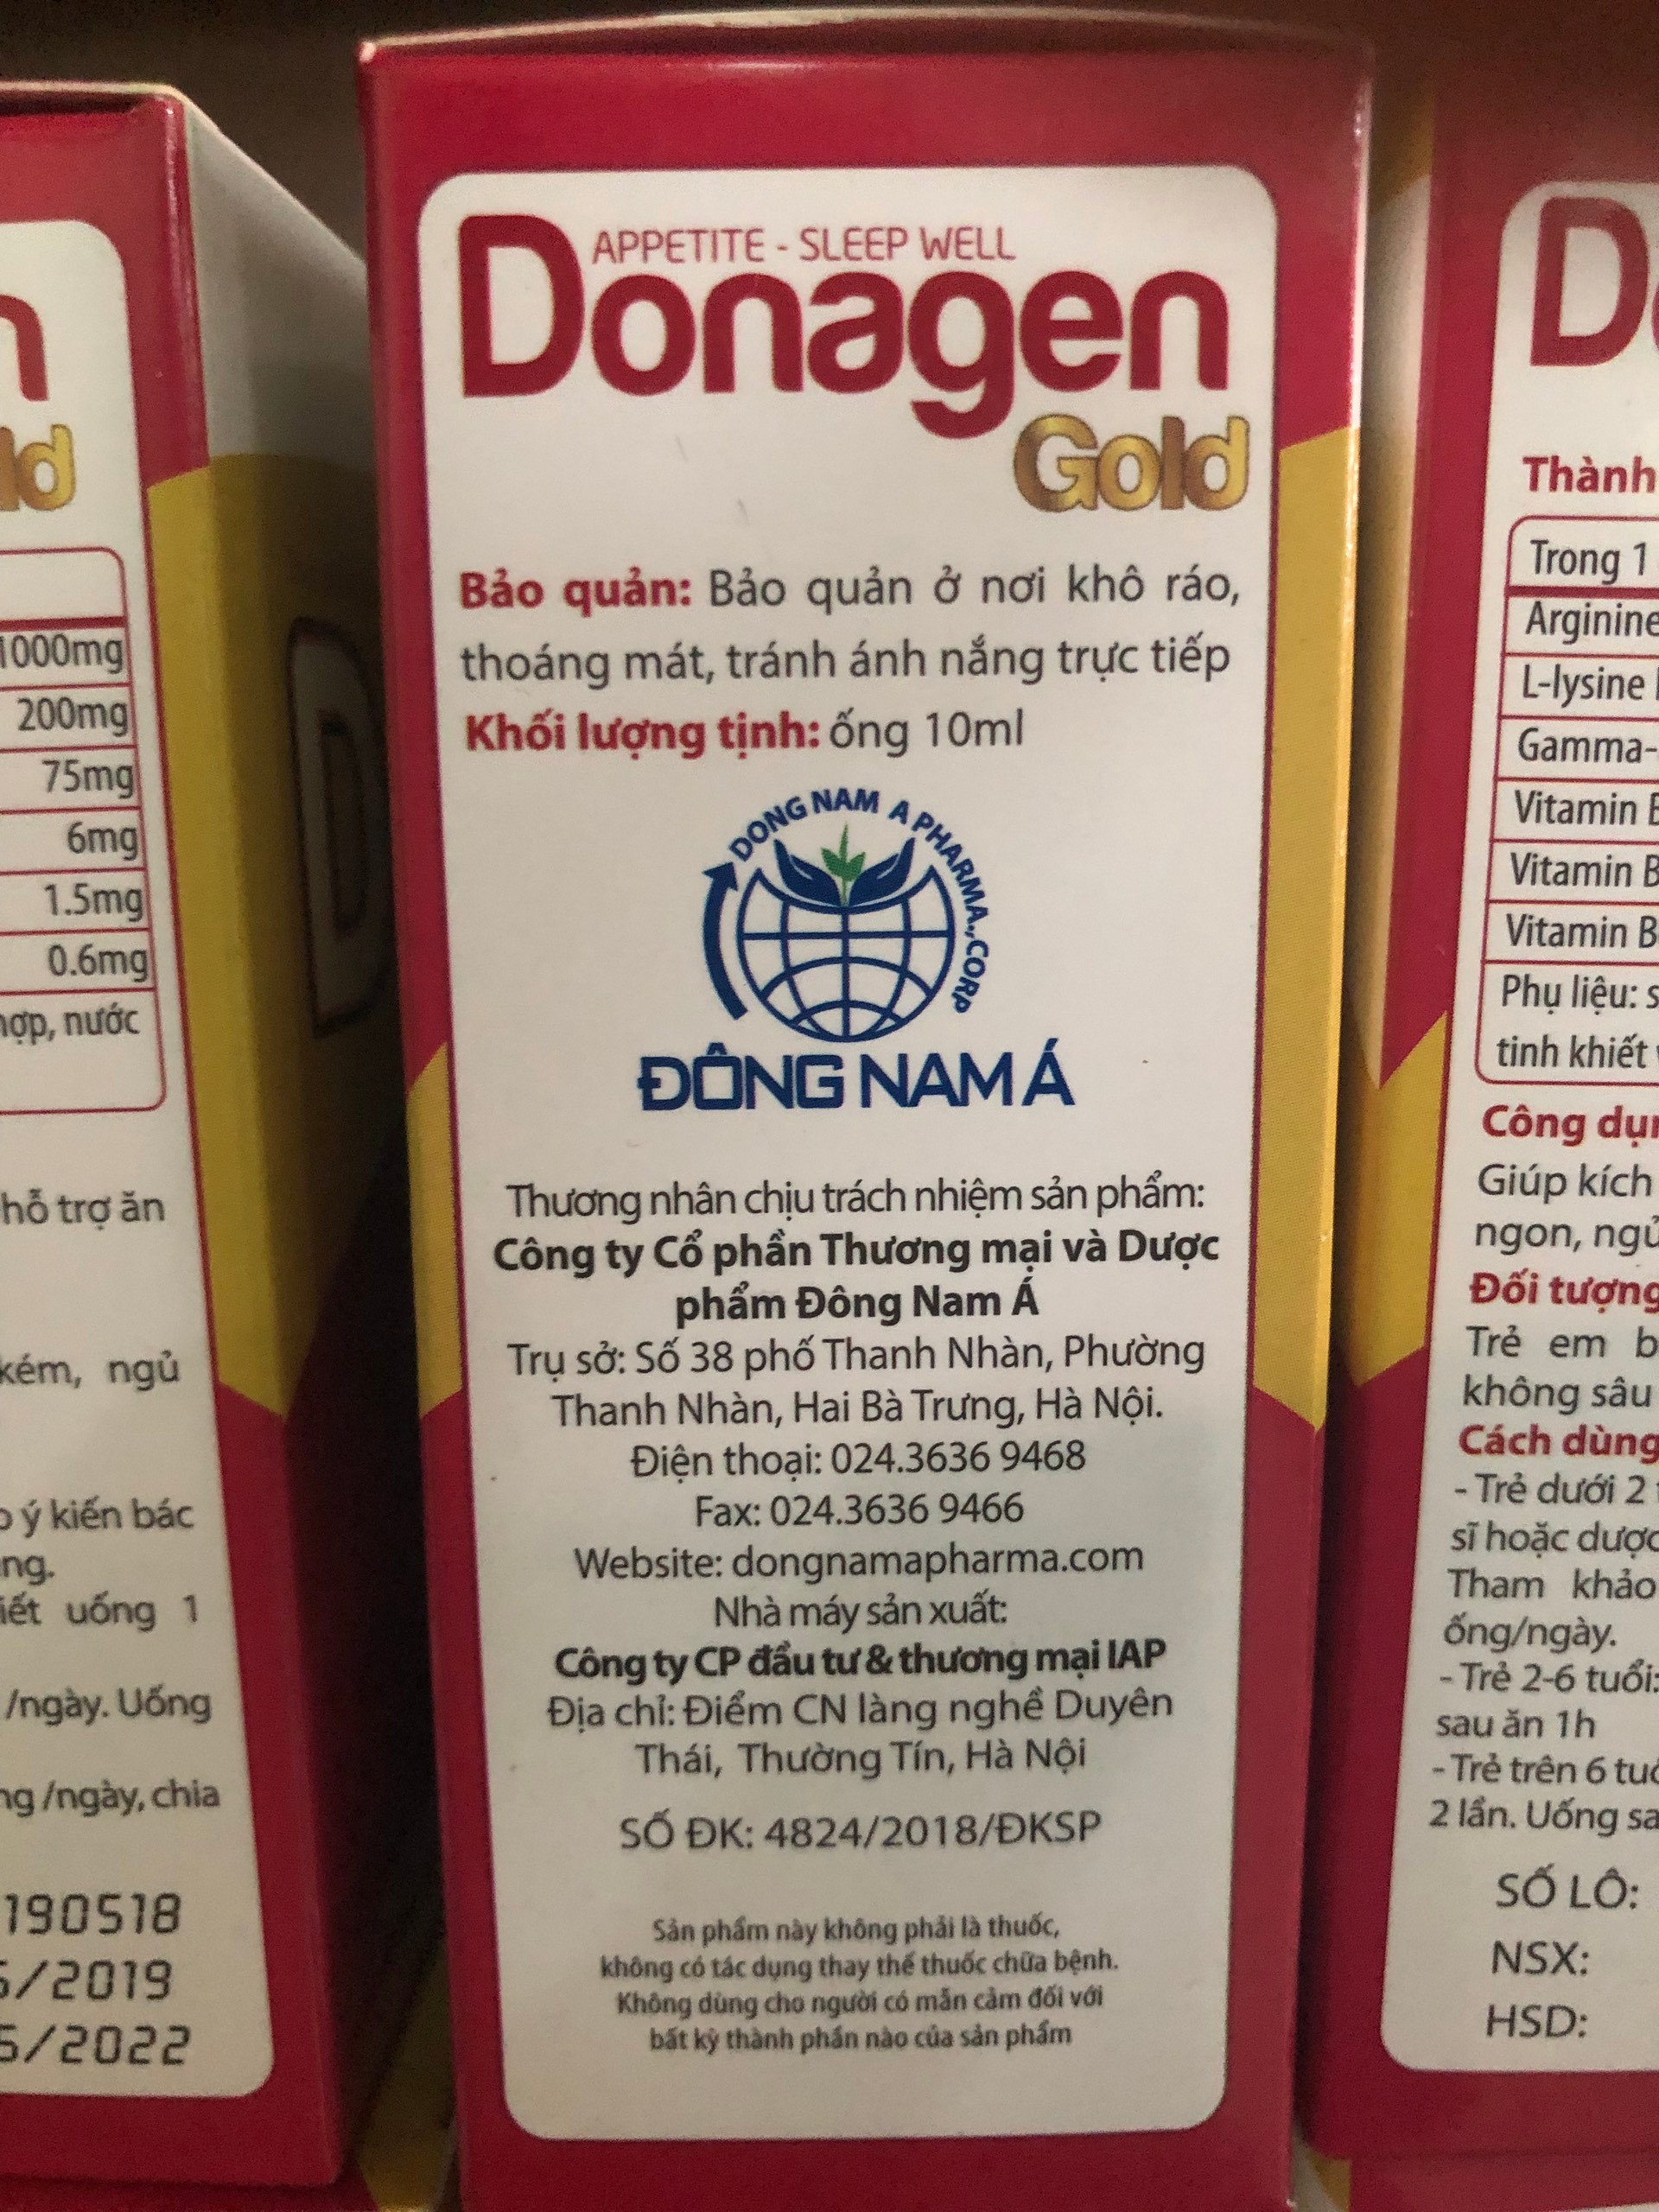 n
ld
1000mg
200mg
75mg
6mg
1.5mg
0.6mg
hợp, nước
hỗ trợ ăn
kém, ngủ
ý kiến bác
uống 1
/ngày. Uống
/ngày, chia
190518
/2019
/2022
D
APPETITE - SLEEP WELL
Donagen
Gold
Bảo quản: Bảo quản ở nơi khô ráo,
thoáng mát, tránh ánh nắng trực tiếp
Khối lượng tịnh: ống 10ml
DONG NAM A PHARMA.,CORP
ĐÔNG NAM Á
Thương nhân chịu trách nhiệm sản phẩm:
Công ty Cổ phần Thương mại và Dược
phẩm Đông Nam Á
Trụ sở: Số 38 phố Thanh Nhàn, Phường
Thanh Nhàn, Hai Bà Trưng, Hà Nội.
Điện thoại: 024.3636 9468
Fax: 024.3636 9466
Website: dongnamapharma.com
Nhà máy sản xuất:
Công ty CP đầu tư & thương mại IAP
Địa chỉ: Điểm CN làng nghề Duyên
Thái, Thường Tín, Hà Nội
SỐ ĐK: 4824/2018/ĐKSP
Sản phẩm này không phải là thuốc,
không có tác dụng thay thế thuốc chữa bệnh.
Không dùng cho người có mẫn cảm đối với
bất kỳ thành phần nào của sản phẩm
D
Thành
Trong 1
Arginine
L-lysine
Gamma-
Vitamin B
Vitamin B
Vitamin B
Phụ liệu:
tinh khiết
Công
Giúp kích
ngon, ngủ
Đối tượng
Trẻ em
không sâu
Cách dùng
- Trẻ dưới 2
sĩ hoặc dược
Tham khảo
ống/ngày.
- Trẻ 2-6 tuổi:
sau ăn 1h
- Trẻ trên 6
2 lần. Uống
SỐ LÔ:
NSX:
HSD: